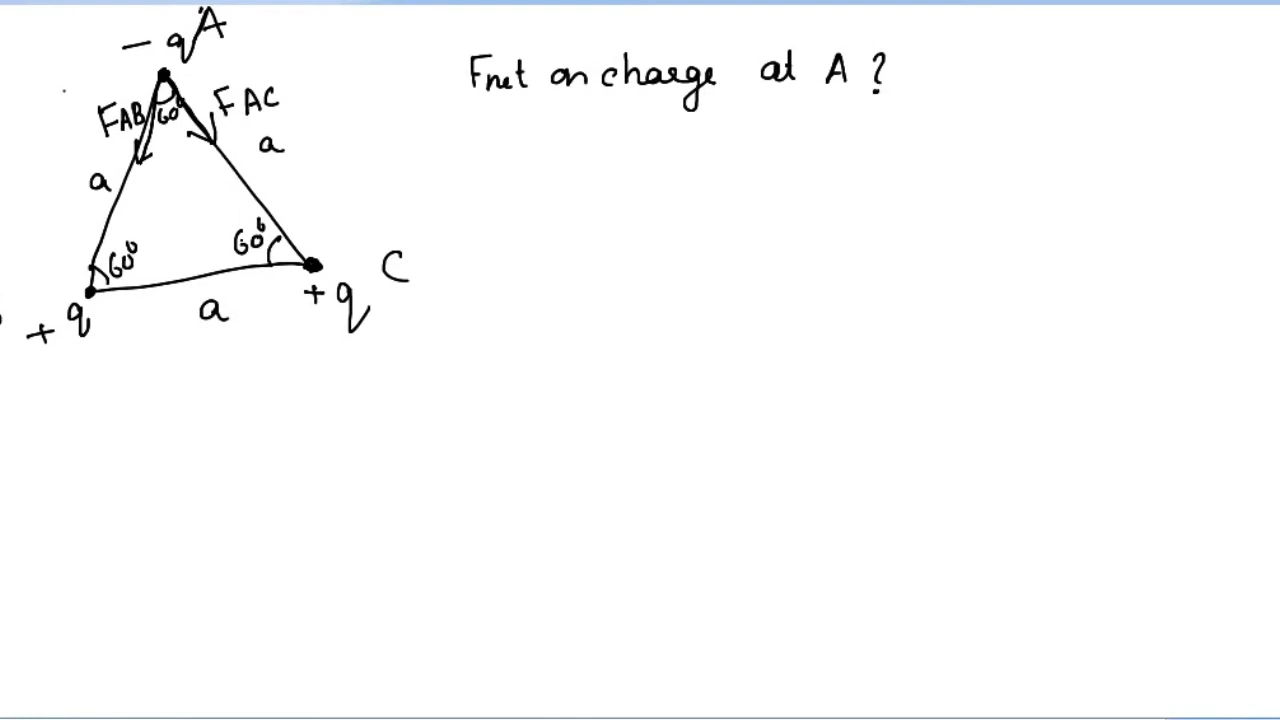 - q A
Fnet on charge at A ?
FAB
60°
FAC
a
a
60°
60°
C
+ q
a
+ q